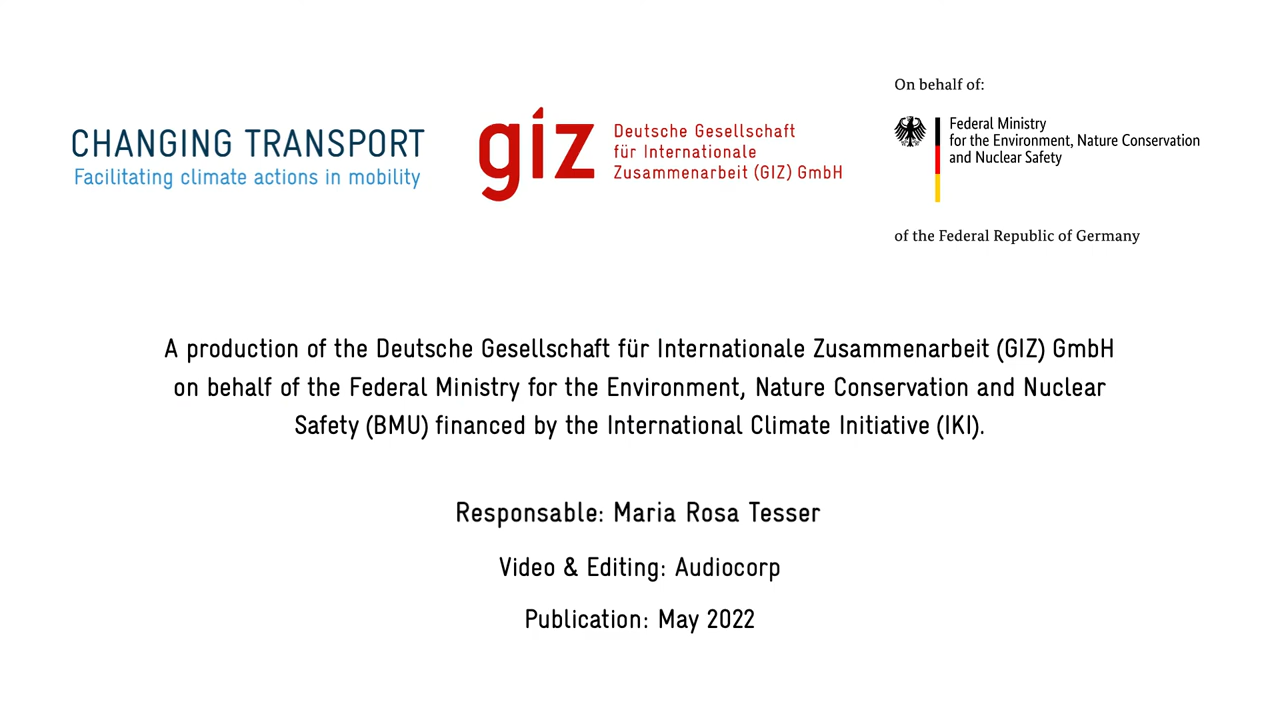 CHANGING TRANSPORT
Facilitating climate actions in mobility
giz
Deutsche Gesellschaft
für Internationale
Zusammenarbeit (GIZ) GmbH
On behalf of:
Federal Ministry
for the Environment, Nature Conservation
and Nuclear Safety
of the Federal Republic of Germany
A production of the Deutsche Gesellschaft für Internationale Zusammenarbeit (GIZ) GmbH
on behalf of the Federal Ministry for the Environment, Nature Conservation and Nuclear
Safety (BMU) financed by the International Climate Initiative (IKI).
Responsable: Maria Rosa Tesser
Video & Editing: Audiocorp
Publication: May 2022